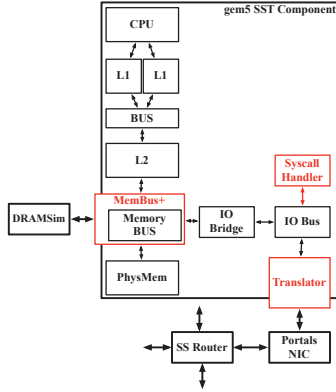 gem5 SST Component
CPU
L1
L1
BUS
L2
MemBus+
Memory
BUS
PhysMem
DRAMSim
IO
Bridge
IO Bus
Syscall
Handler
Translator
SS Router
Portals
NIC